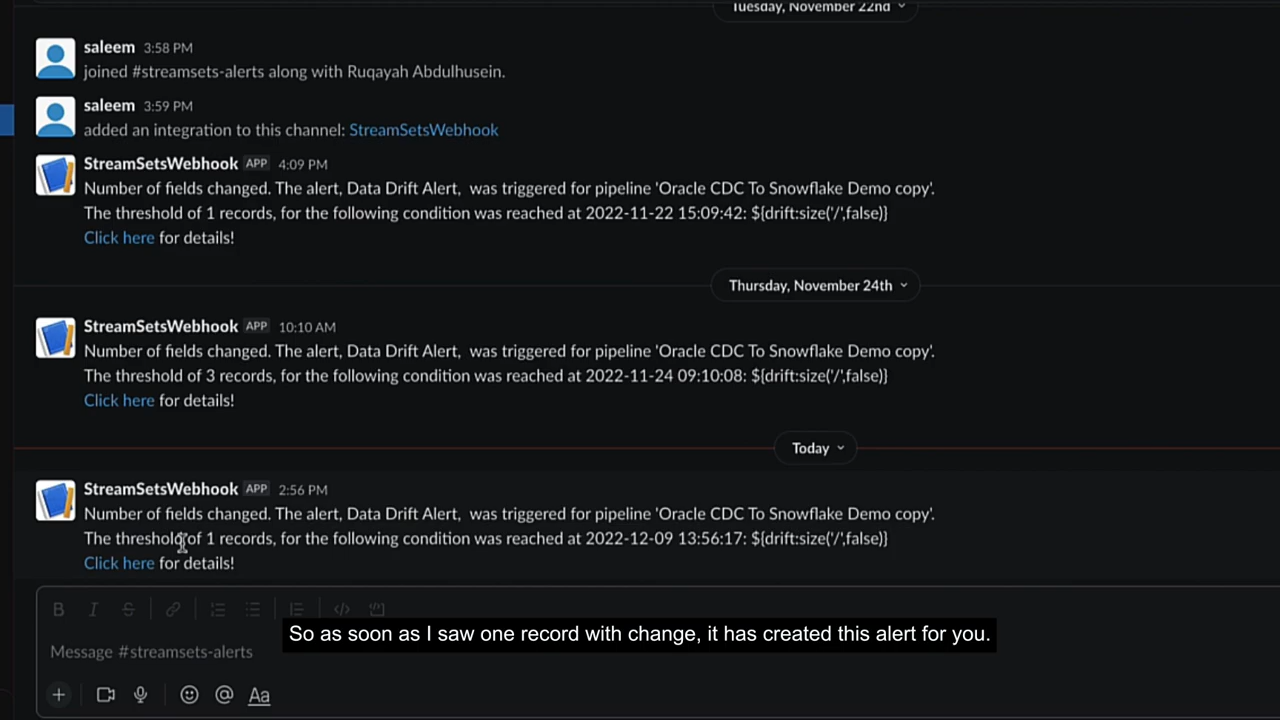 Tuesday, November 22nd
saleem 3:58 PM
joined #streamsets-alerts along with Ruqayah Abdulhusein.
saleem 3:59 PM
added an integration to this channel: StreamSetsWebhook
StreamSetsWebhook APP 4:09 PM
Number of fields changed. The alert, Data Drift Alert,  was triggered for pipeline 'Oracle CDC To Snowflake Demo copy'.
The threshold of 1 records, for the following condition was reached at 2022-11-22 15:09:42: ${drift:size('/',false)}
Click here for details!
Thursday, November 24th
StreamSetsWebhook APP 10:10 AM
Number of fields changed. The alert, Data Drift Alert,  was triggered for pipeline 'Oracle CDC To Snowflake Demo copy'.
The threshold of 3 records, for the following condition was reached at 2022-11-24 09:10:08: ${drift:size('/',false)}
Click here for details!
Today
StreamSetsWebhook APP 2:56 PM
Number of fields changed. The alert, Data Drift Alert,  was triggered for pipeline 'Oracle CDC To Snowflake Demo copy'.
The threshold of 1 records, for the following condition was reached at 2022-12-09 13:56:17: ${drift:size('/',false)}
Click here for details!
B I S
So as soon as I saw one record with change, it has created this alert for you.
Message #streamsets-alerts
+ @ Aa